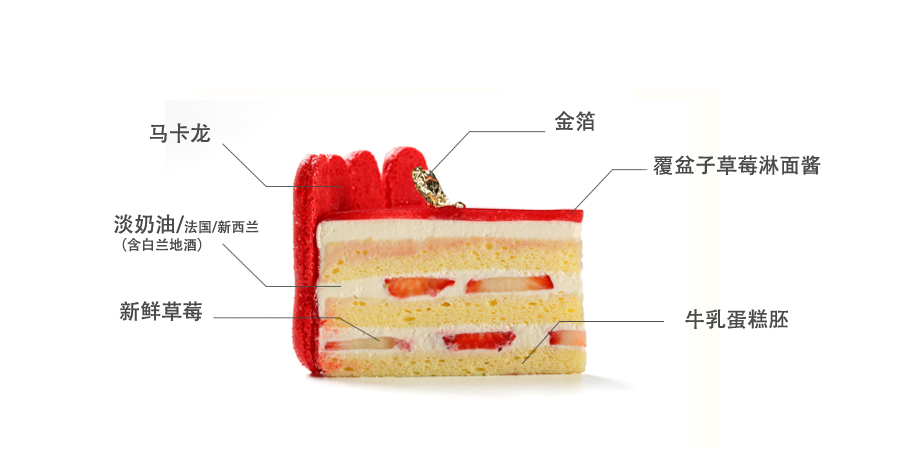 金箔
马卡龙
覆盆子草莓淋面酱
淡奶油/法国/新西兰
（含白兰地酒）
新鲜草莓
牛乳蛋糕胚